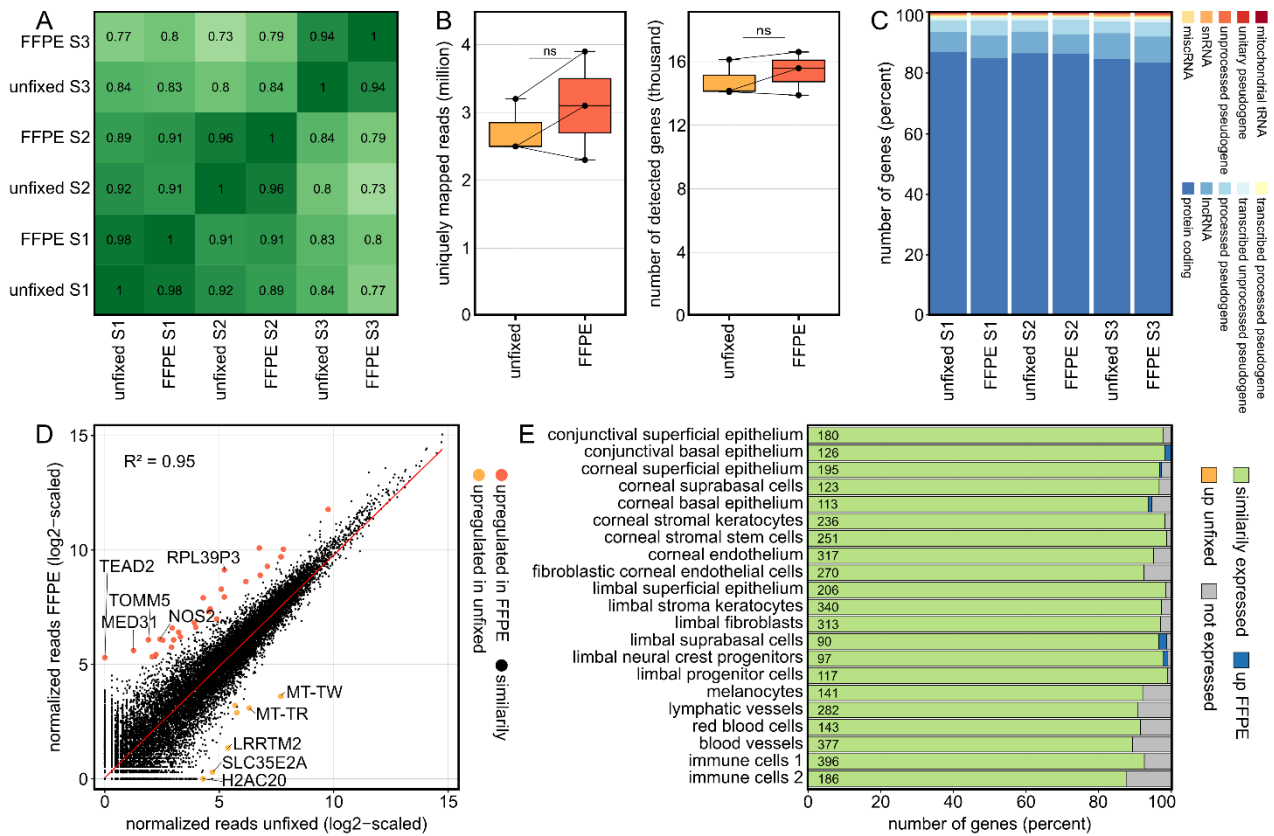 A
FFPE S3
0.77 0.8 0.73 0.79 0.94 1
unfixed S3
0.84 0.83 0.8 0.84 1 0.94
FFPE S2
0.89 0.91 0.96 1 0.84 0.79
unfixed S2
0.92 0.91 1 0.96 0.8 0.73
FFPE S1
0.98 1 0.91 0.91 0.83 0.8
unfixed S1
1 0.98 0.92 0.89 0.84 0.77
unfixed S1
FFPE S1
unfixed S2
FFPE S2
unfixed S3
FFPE S3
B
uniquely mapped reads (million)
4
3
2
1
0
ns
unfixed
FFPE
number of detected genes (thousand)
16
12
8
4
0
ns
unfixed
FFPE
C
number of genes (percent)
100
80
60
40
20
0
unfixed S1
FFPE S1
unfixed S2
FFPE S2
unfixed S3
FFPE S3
miscRNA
snRNA
unprocessed pseudogene
unitary pseudogene
mitochondrial tRNA
protein coding
lncRNA
processed pseudogene
transcribed unprocessed pseudogene
transcribed processed pseudogene
D
normalized reads FFPE (log2−scaled)
15
10
5
0
R² = 0.95
RPL39P3
TEAD2
TOMM5
NOS2
MED31
MT-TW
MT-TR
LRRTM2
SLC35E2A
H2AC20
0 5 10 15
normalized reads unfixed (log2−scaled)
upregulated in unfixed
upregulated in FFPE
similarily
E
conjunctival superficial epithelium 180
conjunctival basal epithelium 126
corneal superficial epithelium 195
corneal suprabasal cells 123
corneal basal epithelium 113
corneal stromal keratocytes 236
corneal stromal stem cells 251
corneal endothelium 317
fibroblastic corneal endothelial cells 270
limbal superficial epithelium 206
limbal stroma keratocytes 340
limbal fibroblasts 313
limbal suprabasal cells 90
limbal neural crest progenitors 97
limbal progenitor cells 117
melanocytes 141
lymphatic vessels 282
red blood cells 143
blood vessels 377
immune cells 1 396
immune cells 2 186
0 20 40 60 80 100
number of genes (percent)
up unfixed
not expressed
similarily expressed
up FFPE